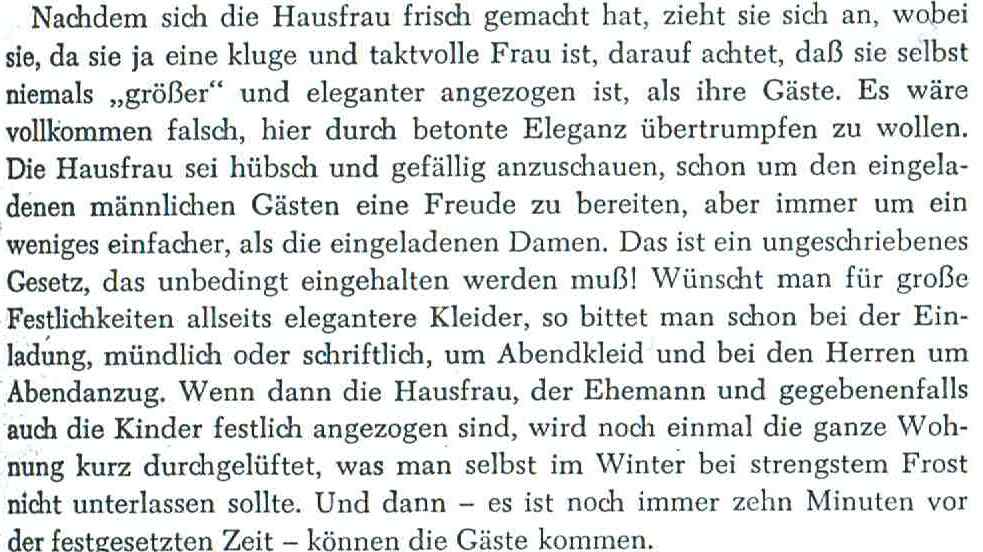 Nachdem sich die Hausfrau frisch gemacht hat, zieht sie sich an, wobei
sie, da sie ja eine kluge und taktvolle Frau ist, darauf achtet, daß sie selbst
niemals „größer“ und eleganter angezogen ist, als ihre Gäste. Es wäre
vollkommen falsch, hier durch betonte Eleganz übertrumpfen zu wollen.
Die Hausfrau sei hübsch und gefällig anzuschauen, schon um den eingela-
denen männlichen Gästen eine Freude zu bereiten, aber immer um ein
weniges einfacher, als die eingeladenen Damen. Das ist ein ungeschriebenes
Gesetz, das unbedingt eingehalten werden muß! Wünscht man für große
Festlichkeiten allseits elegantere Kleider, so bittet man schon bei der Ein-
ladung, mündlich oder schriftlich, um Abendkleid und bei den Herren um
Abendanzug. Wenn dann die Hausfrau, der Ehemann und gegebenenfalls
auch die Kinder festlich angezogen sind, wird noch einmal die ganze Woh-
nung kurz durchgelüftet, was man selbst im Winter bei strengstem Frost
nicht unterlassen sollte. Und dann – es ist noch immer zehn Minuten vor
der festgesetzten Zeit – können die Gäste kommen.